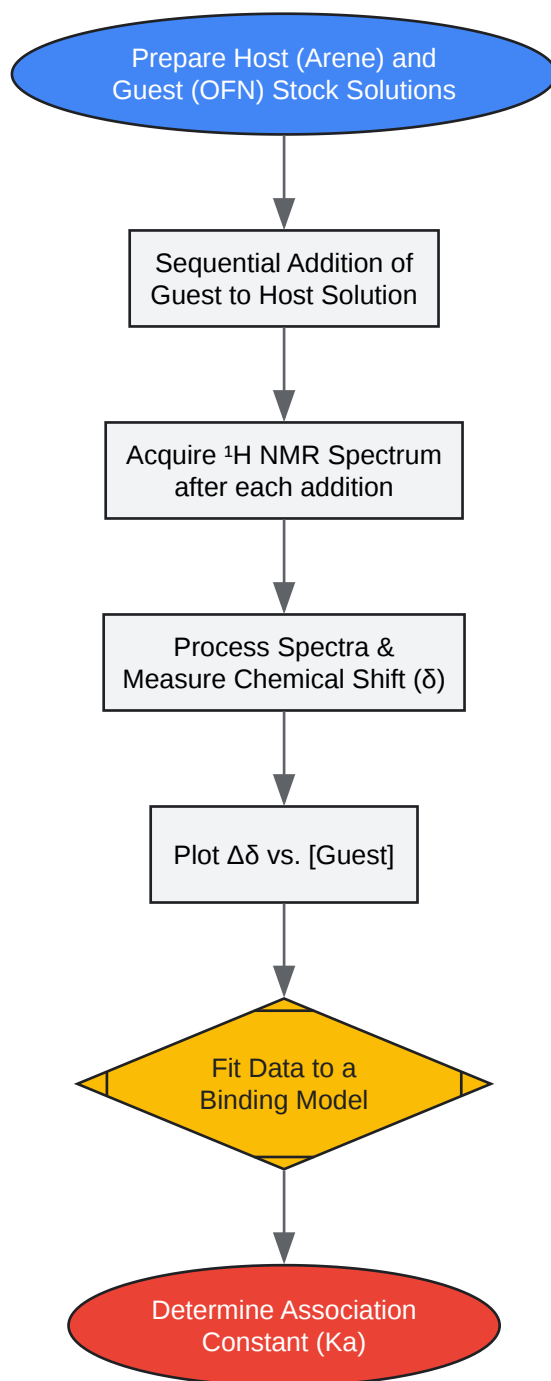 Prepare Host (Arene) and
Guest (OFN) Stock Solutions
Sequential Addition of
Guest to Host Solution
Acquire ¹H NMR Spectrum
after each addition
Process Spectra &
Measure Chemical Shift (δ)
Plot Δδ vs. [Guest]
Fit Data to a
Binding Model
Determine Association
Constant (Ka)